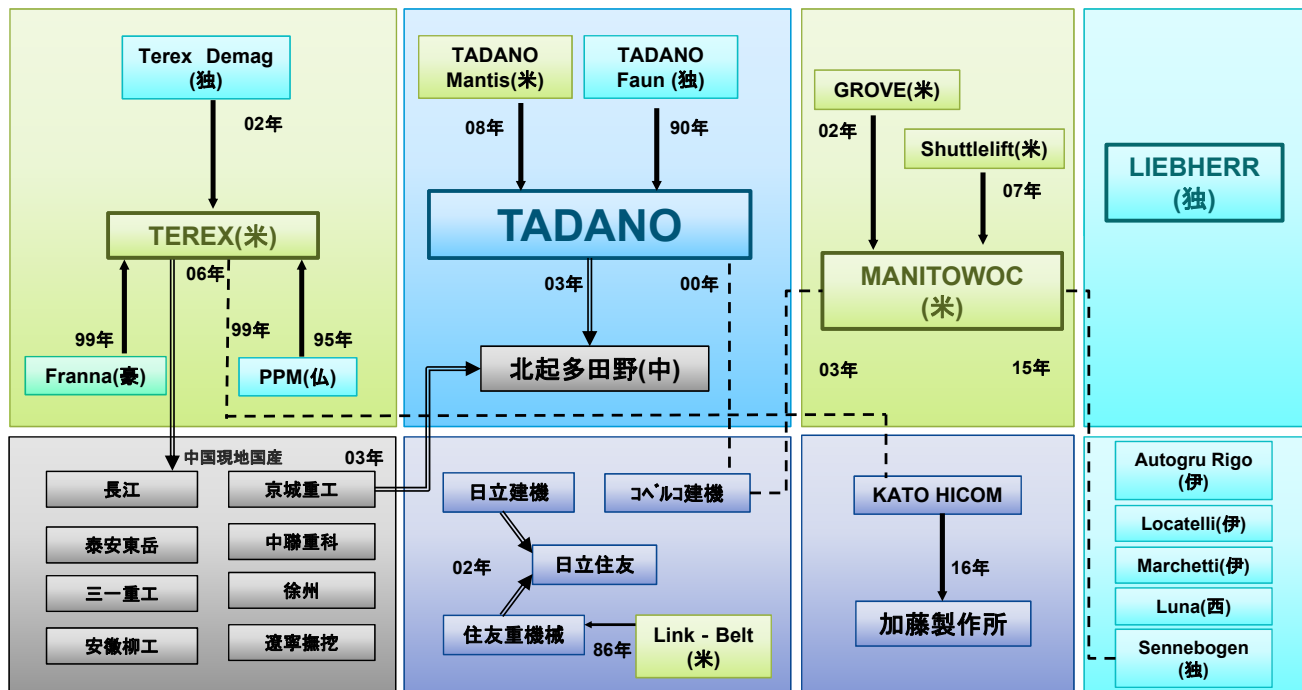 Terex Demag
(独)
02年
TEREX(米)
06年
99年
99年
95年
Franna(豪)
PPM(仏)
TADANO
Mantis(米)
TADANO
Faun (独)
08年
90年
TADANO
03年
00年
北起多田野(中)
GROVE(米)
02年
Shuttlelift(米)
07年
MANITOWOC
(米)
03年
15年
LIEBHERR
(独)
中国現地国産
03年
長江
京城重工
泰安東岳
中聯重科
三一重工
徐州
安徽柳工
遼寧撫挖
日立建機
コベルコ建機
02年
日立住友
住友重機械
86年
Link - Belt
(米)
KATO HICOM
16年
加藤製作所
Autogru Rigo
(伊)
Locatelli(伊)
Marchetti(伊)
Luna(西)
Sennebogen
(独)